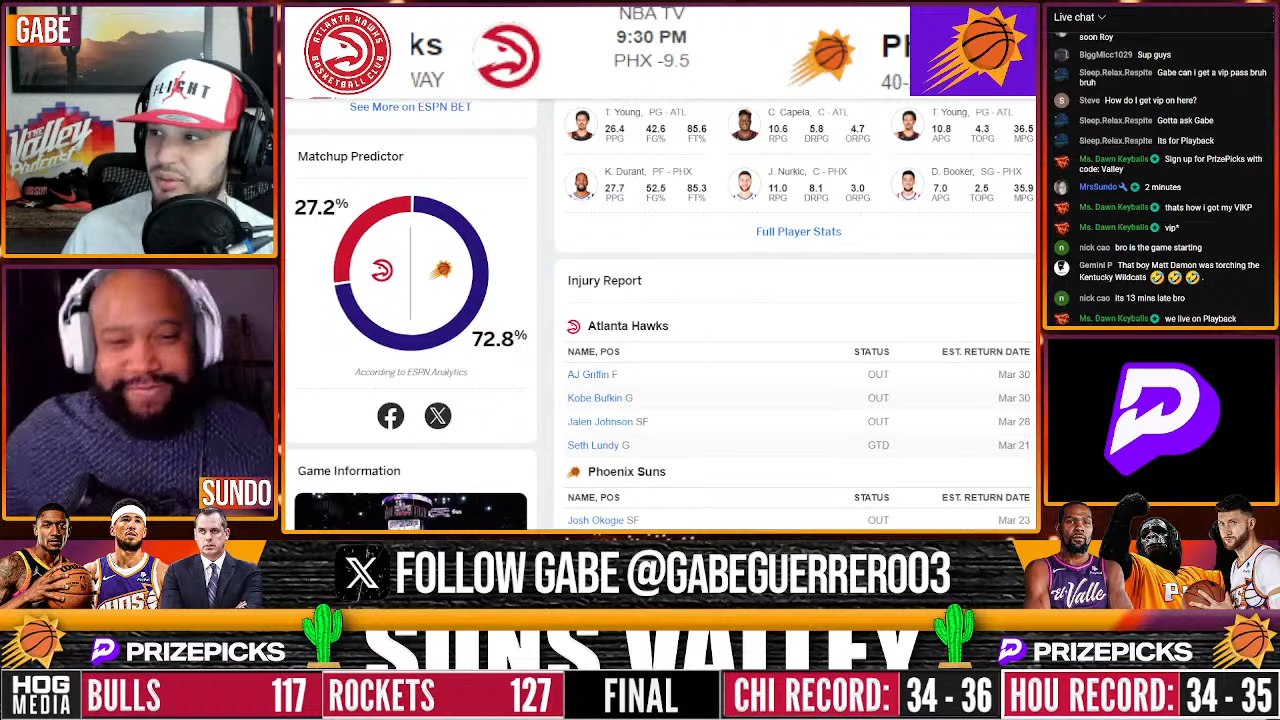 GABE
FLIGHT
THE Valley
PODCAST
SUNDO
ATLANTA HAWKS
BASKETBALL CLUB
ks
WAY
NBA TV
9:30 PM
PHX -9.5
Ph
40-
See More on ESPN BET
Matchup Predictor
27.2%
72.8%
According to ESPN Analytics
Game Information
T. Young, PG - ATL
26.4 42.6 85.6
PPG FG% FT%
C. Capela, C - ATL
10.6 5.8 4.7
RPG DRPG ORPG
T. Young, PG - ATL
10.8 4.3 36.5
APG TOPG MPG
K. Durant, PF - PHX
27.7 52.5 85.3
PPG FG% FT%
J. Nurkic, C - PHX
11.0 8.1 3.0
RPG DRPG ORPG
D. Booker, SG - PHX
7.0 2.5 35.9
APG TOPG MPG
Full Player Stats
Injury Report
Atlanta Hawks
NAME, POS STATUS EST. RETURN DATE
AJ Griffin F OUT Mar 30
Kobe Bufkin G OUT Mar 30
Jalen Johnson SF OUT Mar 28
Seth Lundy G GTD Mar 21
Phoenix Suns
NAME, POS STATUS EST. RETURN DATE
Josh Okogie SF OUT Mar 23
Live chat
soon Roy
BiggMicc1029 Sup guys
Sleep.Relax.Respite Gabe can i get a vip pass bruh
bruh
S Steve How do I get vip on here?
Sleep.Relax.Respite Gotta ask Gabe
Sleep.Relax.Respite Its for Playback
Ms. Dawn Keyballs Sign up for PrizePicks with
code: Valley
MrsSundo 2 minutes
Ms. Dawn Keyballs thats how i got my VIKP
Ms. Dawn Keyballs vip*
n nick cao bro is the game starting
Gemini P That boy Matt Damon was torching the
Kentucky Wildcats 🤣 🤣 🤣.
n nick cao its 13 mins late bro
Ms. Dawn Keyballs we live on Playback
X FOLLOW GABE @GABEGUERRERO03
PRIZEPICKS SUNS VALLEY PRIZEPICKS
HOG
MEDIA
BULLS 117 ROCKETS 127 FINAL CHI RECORD: 34 - 36 HOU RECORD: 34 - 35